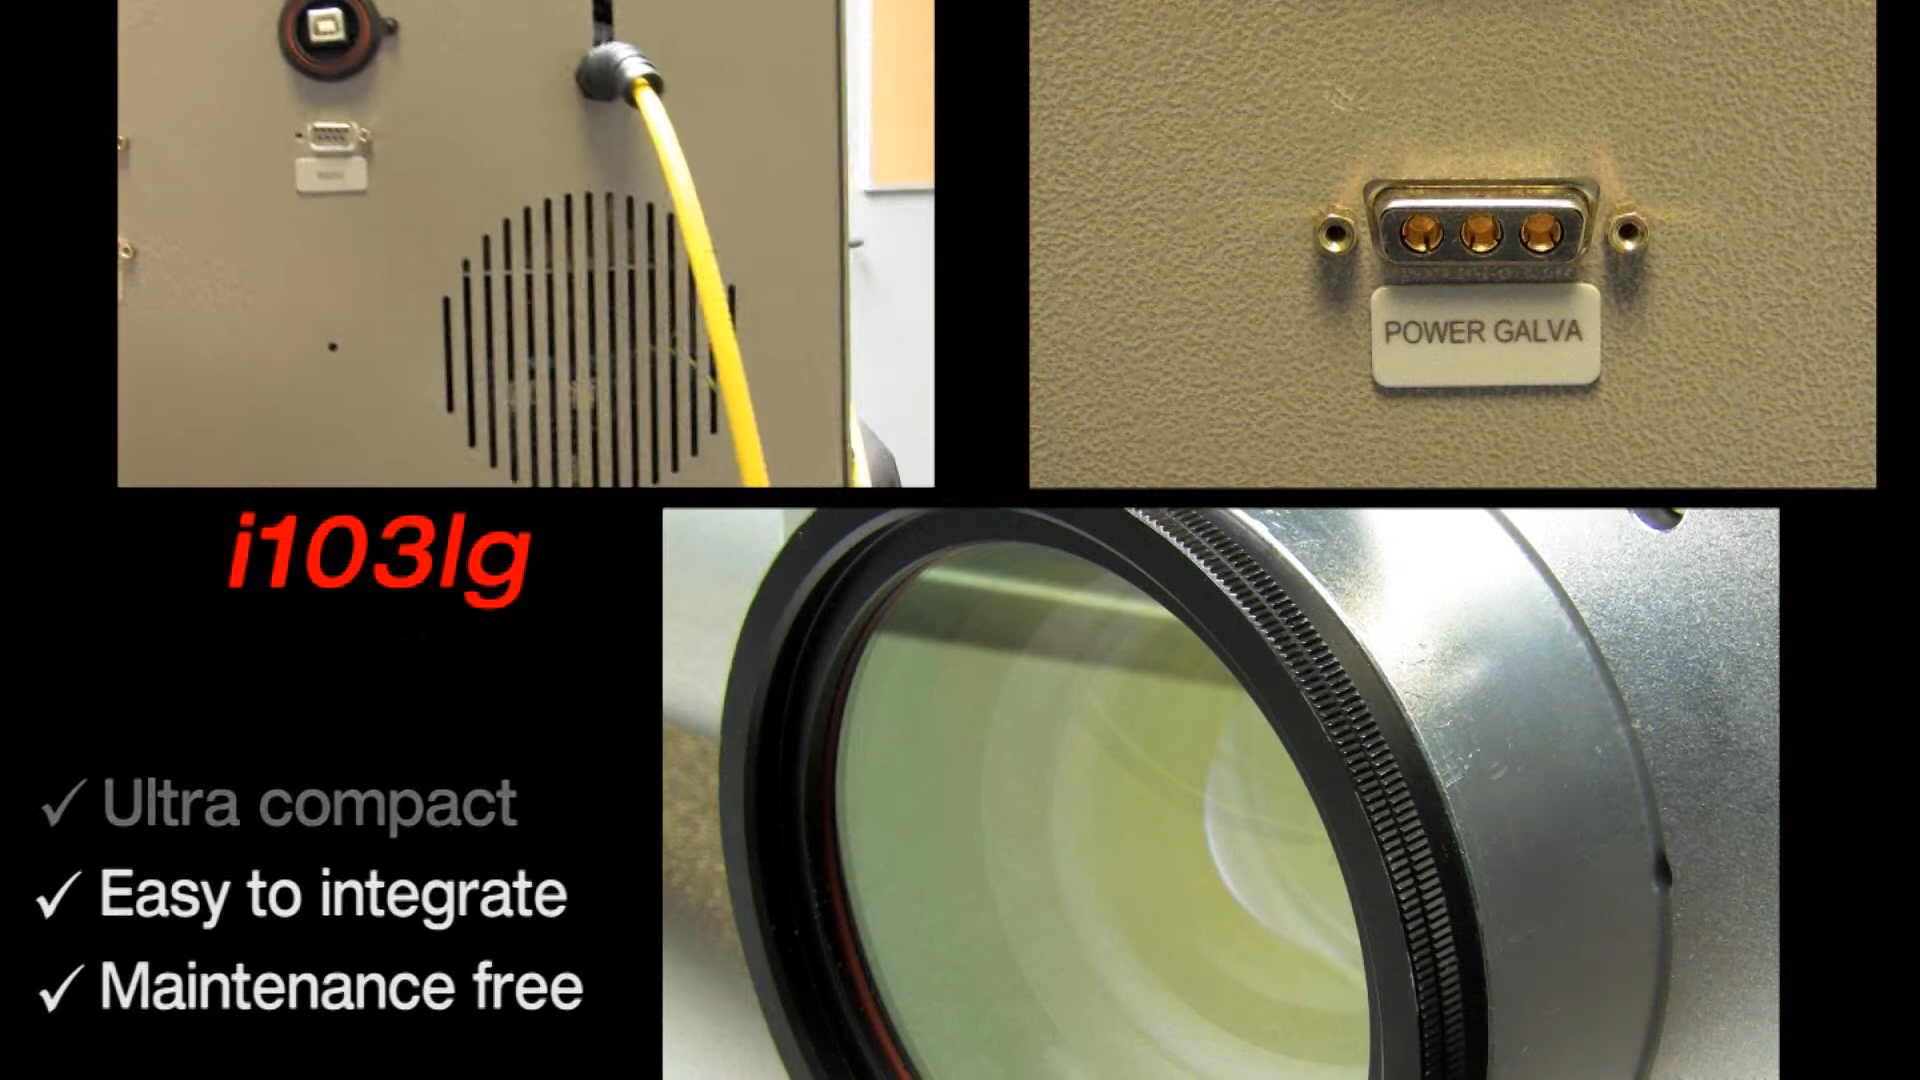 POWER GALVA
i103lg
✓ Ultra compact
✓ Easy to integrate
✓ Maintenance free